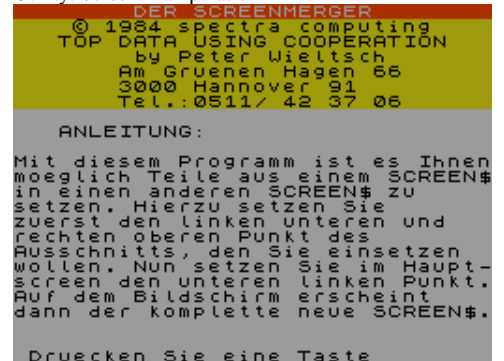 DER SCREENMERGER
© 1984 spectra computing
TOP DATA USING COOPERATION
by Peter Wieltsch
Am Gruenen Hagen 66
3000 Hannover 91
Tel.:0511/ 42 37 06
ANLEITUNG:
Mit diesem Programm ist es Ihnen
moeglich Teile aus einem SCREEN$
in einen anderen SCREEN$ zu
setzen. Hierzu setzen Sie
zuerst den linken unteren und
rechten oberen Punkt des
Ausschnitts, den Sie einsetzen
wollen. Nun setzen Sie im Haupt-
screen den unteren linken Punkt.
Auf dem Bildschirm erscheint
dann der komplette neue SCREEN$.
Druecken Sie eine Taste